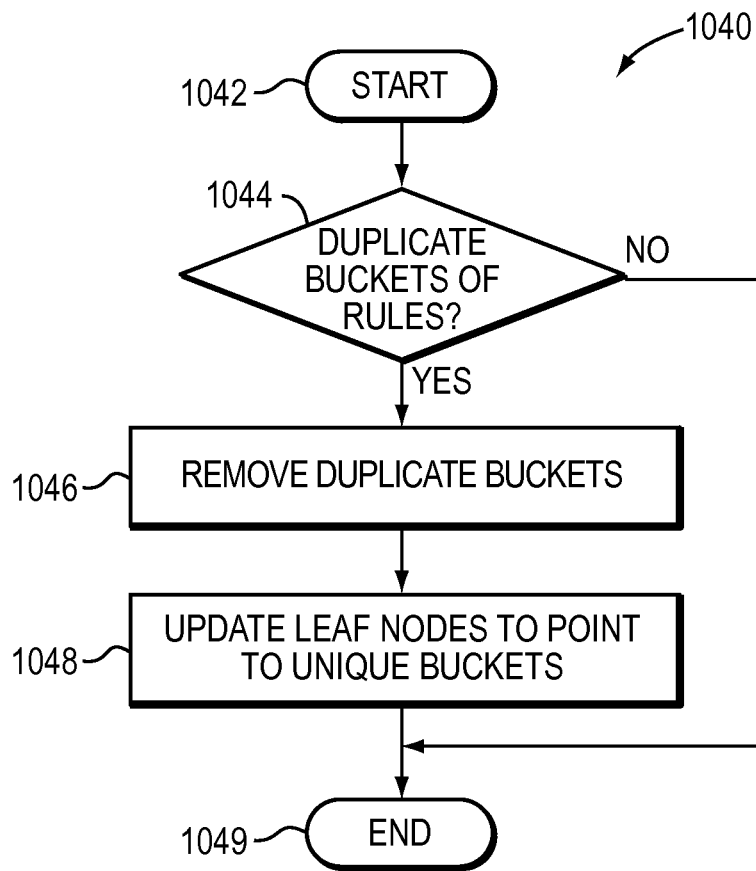 1040
1042
START
1044
DUPLICATE
BUCKETS OF
RULES?
NO
YES
1046
REMOVE DUPLICATE BUCKETS
1048
UPDATE LEAF NODES TO POINT
TO UNIQUE BUCKETS
1049
END